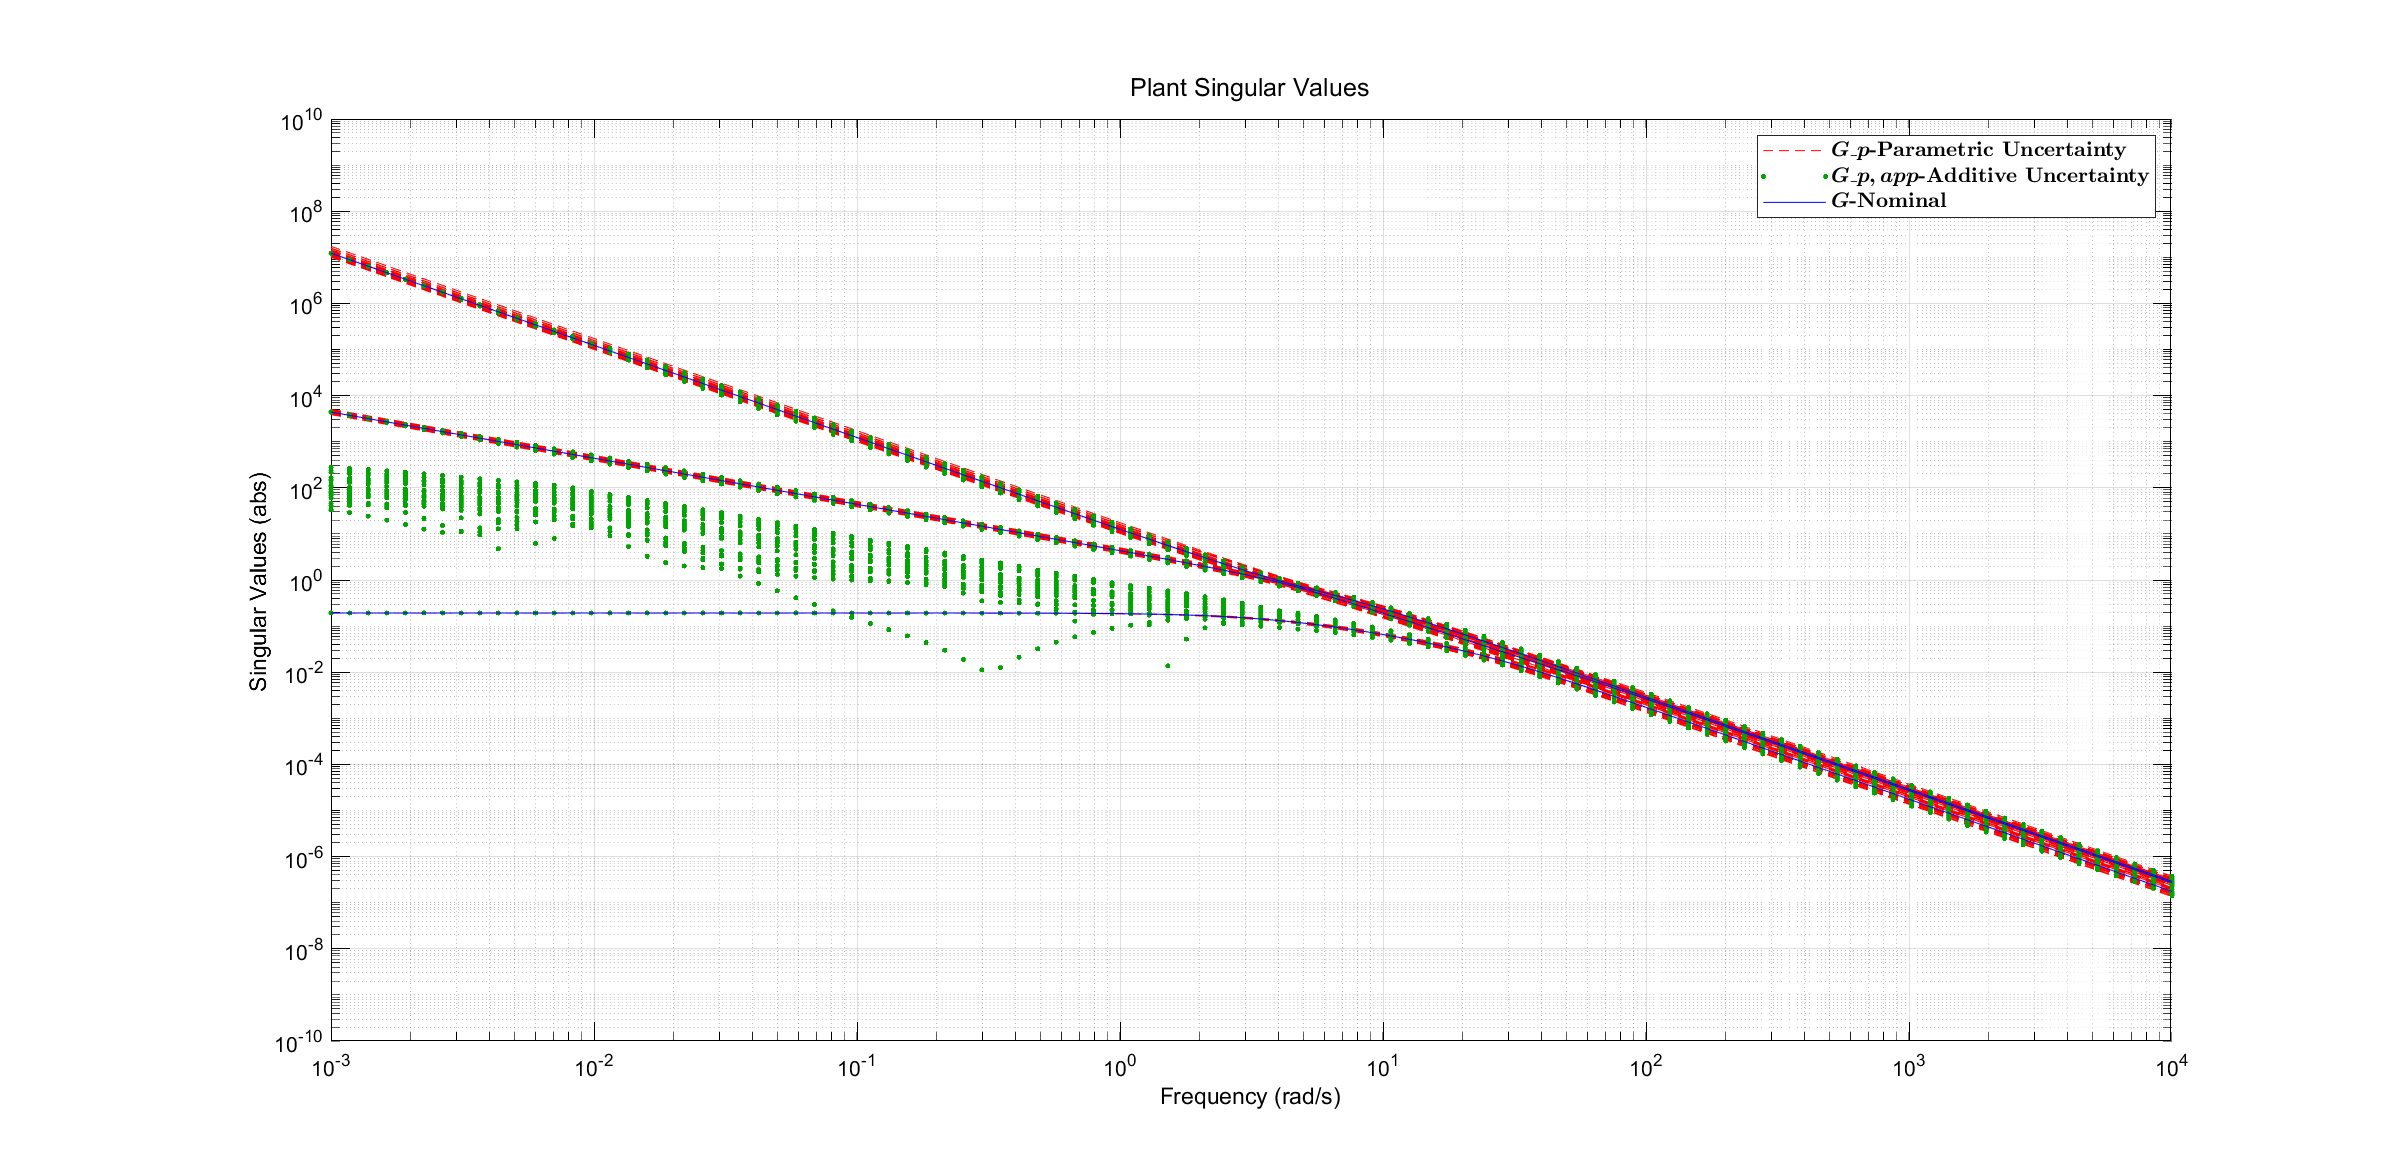 Plant Singular Values
10^10
10^8
10^6
10^4
10^2
10^0
10^-2
10^-4
10^-6
10^-8
10^-10
Singular Values (abs)
G_p-Parametric Uncertainty
G_p, app-Additive Uncertainty
G-Nominal
10^-3 10^-2 10^-1 10^0 10^1 10^2 10^3 10^4
Frequency (rad/s)